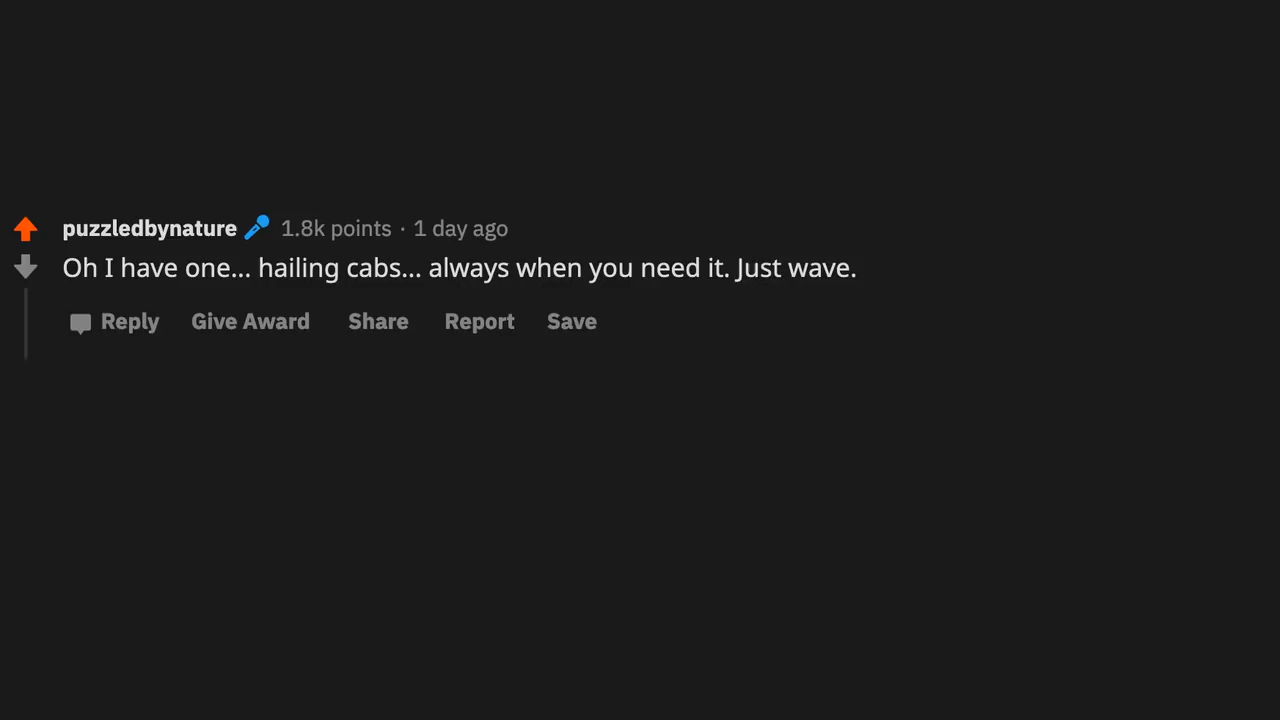 puzzledbynature 1.8k points · 1 day ago
Oh I have one... hailing cabs... always when you need it. Just wave.
Reply Give Award Share Report Save